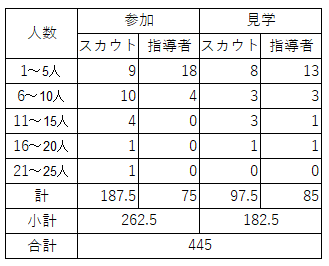 人数 参加 見学
スカウト 指導者 スカウト 指導者
1～5人 9 18 8 13
6～10人 10 4 3 3
11～15人 4 0 3 1
16～20人 1 0 1 1
21～25人 1 0 0 0
計 187.5 75 97.5 85
小計 262.5 182.5
合計 445